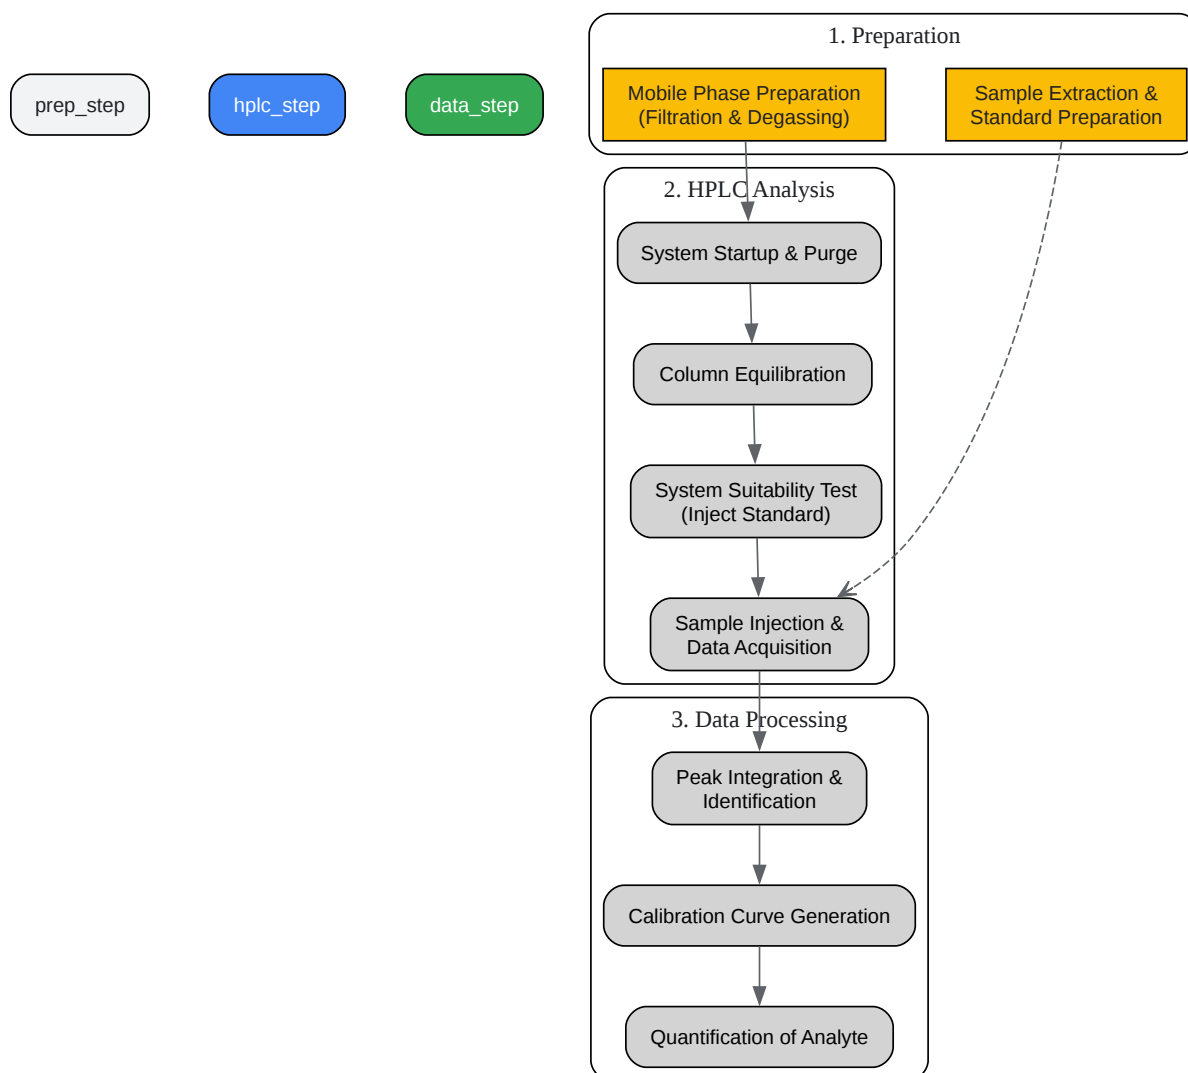 1. Preparation
prep_step
hplc_step
data_step
Mobile Phase Preparation
(Filtration & Degassing)
Sample Extraction &
Standard Preparation
2. HPLC Analysis
System Startup & Purge
Column Equilibration
System Suitability Test
(Inject Standard)
Sample Injection &
Data Acquisition
3. Data Processing
Peak Integration &
Identification
Calibration Curve Generation
Quantification of Analyte